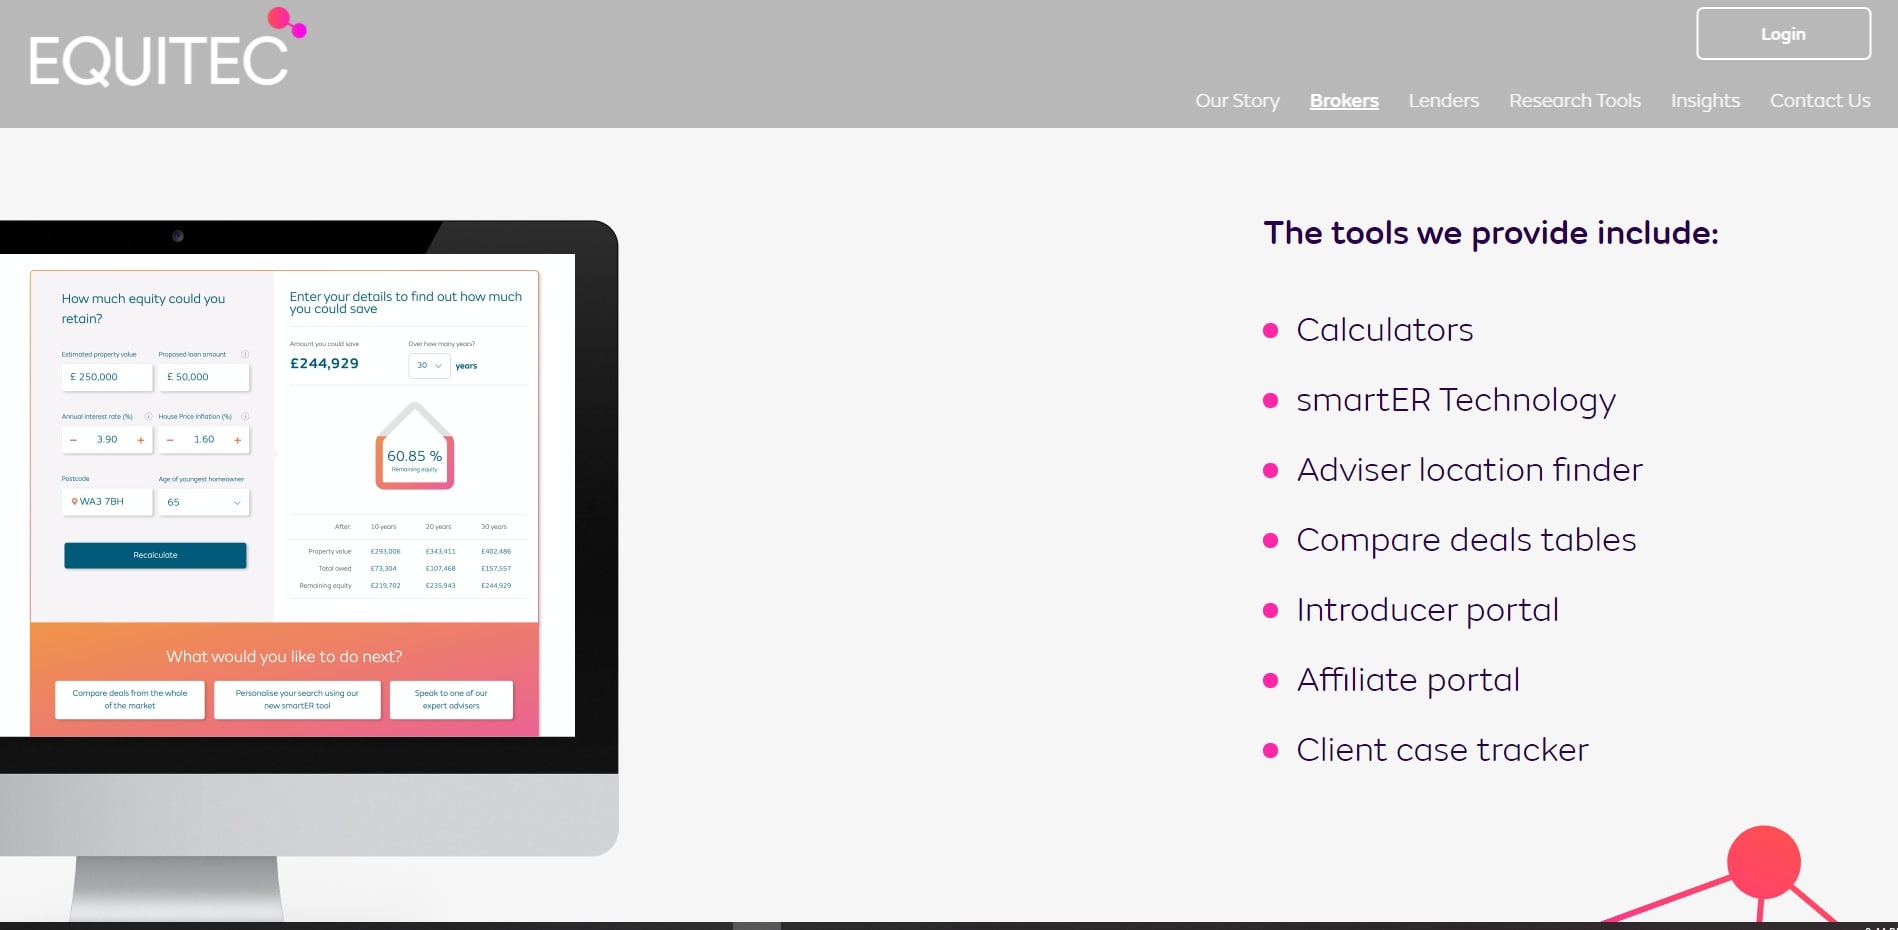 EQUITEC
Login
Our Story Brokers Lenders Research Tools Insights Contact Us
How much equity could you
retain?
Estimated property value Proposed loan amount
£ 250,000 £ 50,000
Annual interest rate (%) House Price Inflation (%)
− 3.90 + − 1.60 +
Postcode Age of youngest homeowner
WA3 7BH 65
Recalculate
Enter your details to find out how much
you could save
Amount you could save Over how many years?
£244,929 30 years
60.85 %
Remaining equity
After: 10 years 20 years 30 years
Property value £293,006 £343,411 £402,486
Total owed £73,304 £107,468 £157,557
Remaining equity £219,702 £235,943 £244,929
What would you like to do next?
Compare deals from the whole
of the market
Personalise your search using our
new smartER tool
Speak to one of our
expert advisers
The tools we provide include:
Calculators
smartER Technology
Adviser location finder
Compare deals tables
Introducer portal
Affiliate portal
Client case tracker